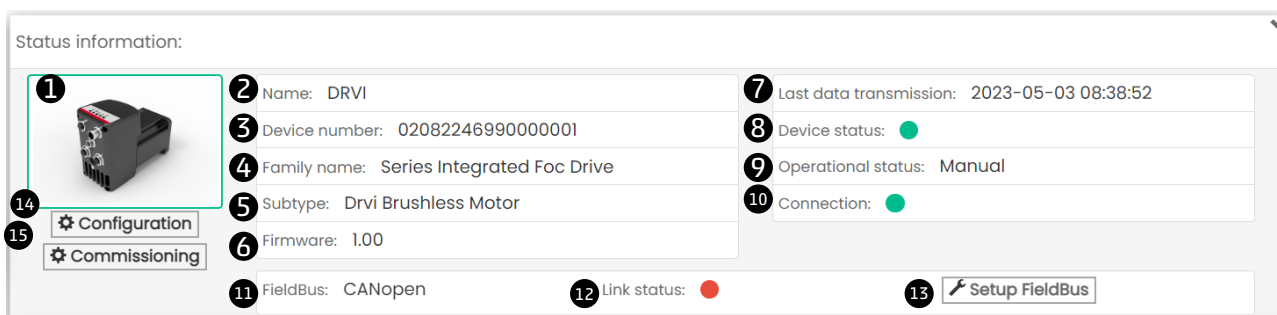 Status information:
1
2 Name: DRVI
3 Device number: 02082246990000001
4 Family name: Series Integrated Foc Drive
5 Subtype: Drvi Brushless Motor
6 Firmware: 1.00
7 Last data transmission: 2023-05-03 08:38:52
8 Device status:
9 Operational status: Manual
10 Connection:
14 Configuration
15 Commissioning
11 FieldBus: CANopen
12 Link status:
13 Setup FieldBus